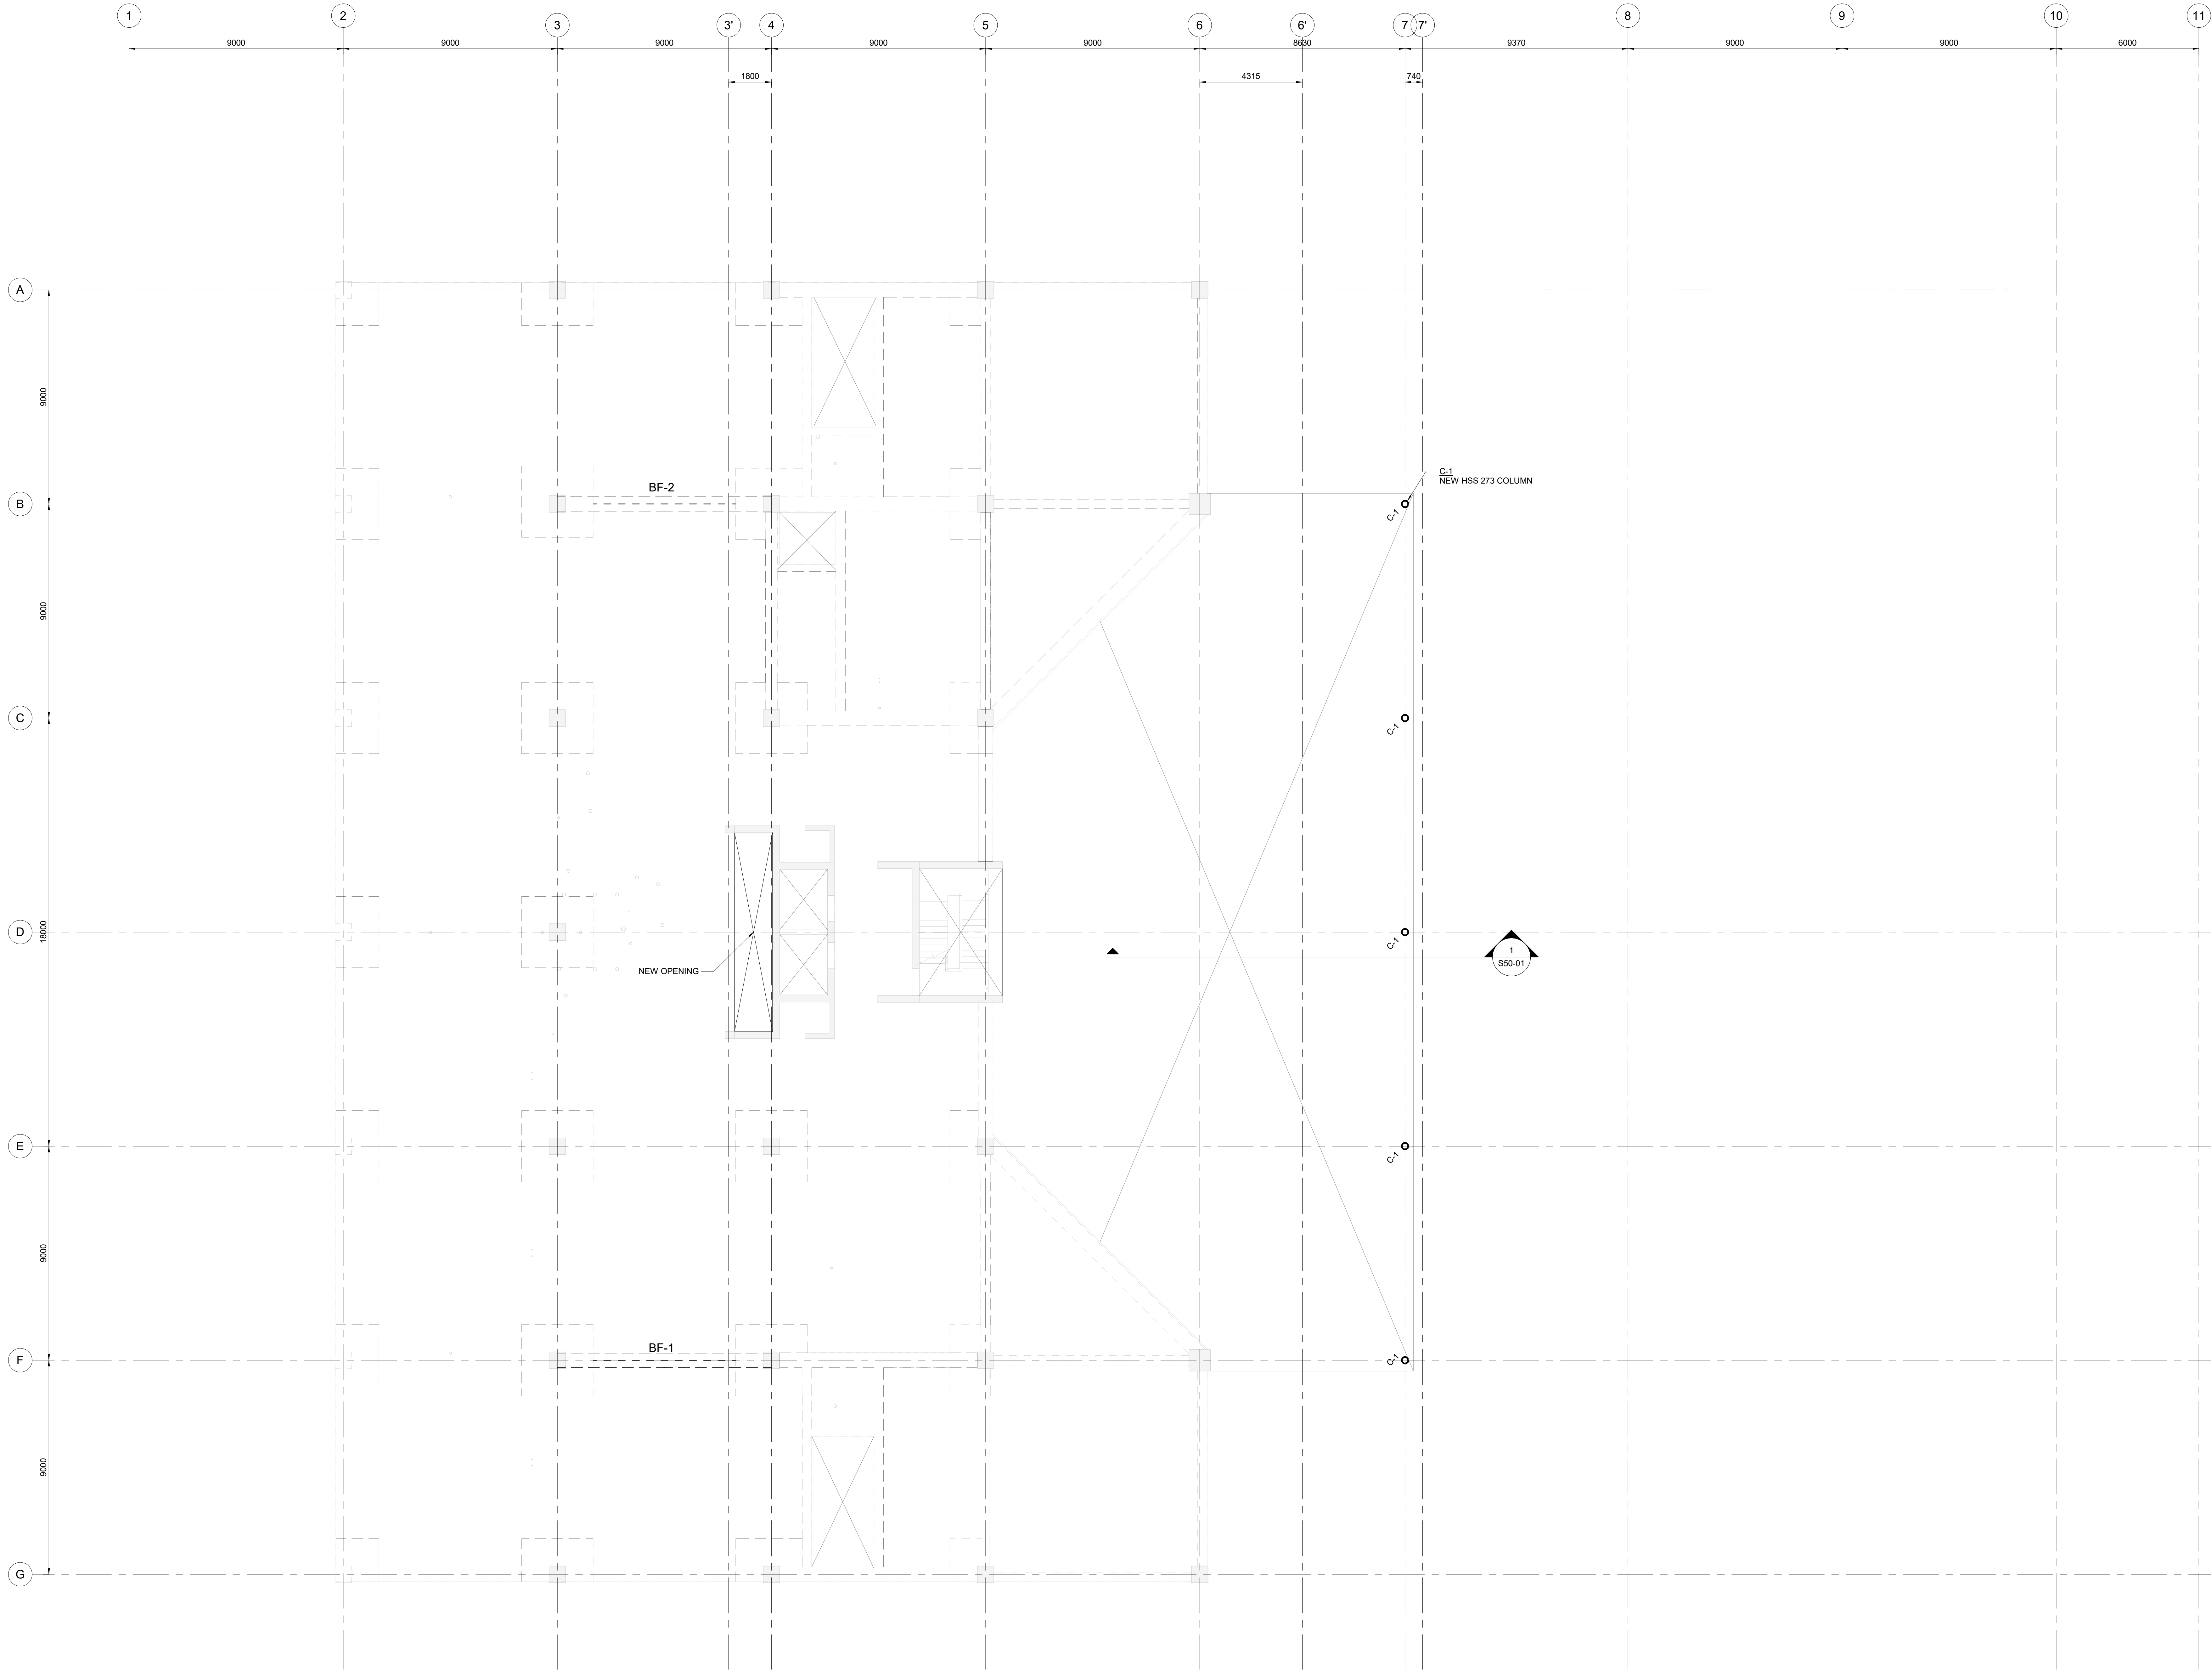 1
2
3
3'
4
5
6
6'
7
7'
8
9
10
11
9000
9000
9000
9000
9000
8630
9370
9000
9000
6000
1800
4315
740
A
9000
BF-2
C-1
NEW HSS 273 COLUMN
B
C-1
9000
C
C-1
18000
D
C-1
1
S50-01
NEW OPENING
E
C-1
9000
BF-1
F
C-1
9000
G